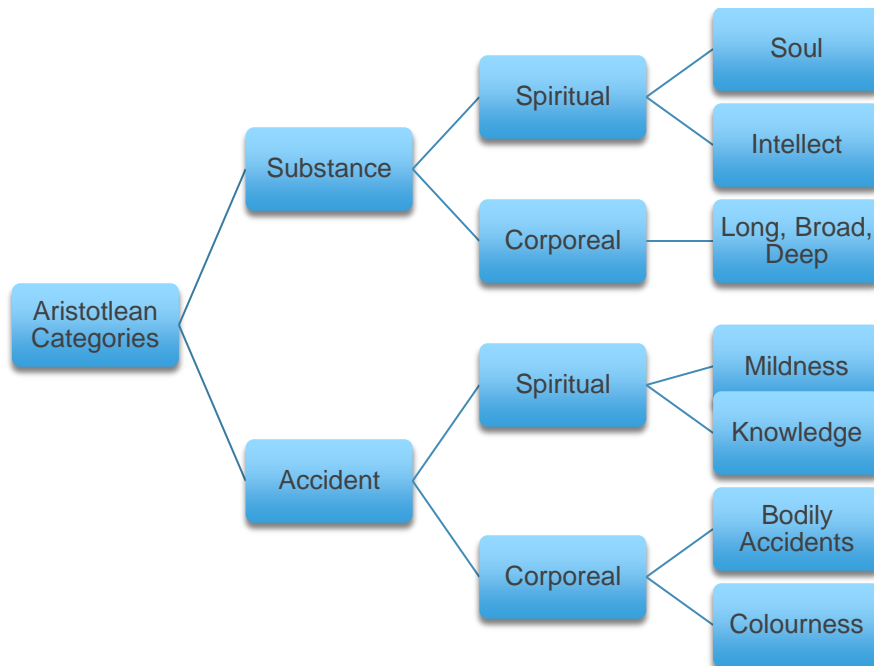 Aristotlean
Categories
Substance
Spiritual
Soul
Intellect
Corporeal
Long, Broad,
Deep
Accident
Spiritual
Mildness
Knowledge
Corporeal
Bodily
Accidents
Colourness